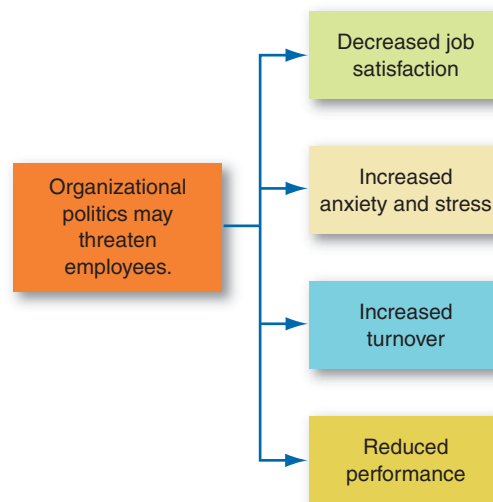 Organizational
politics may
threaten
employees.
Decreased job
satisfaction
Increased
anxiety and stress
Increased
turnover
Reduced
performance